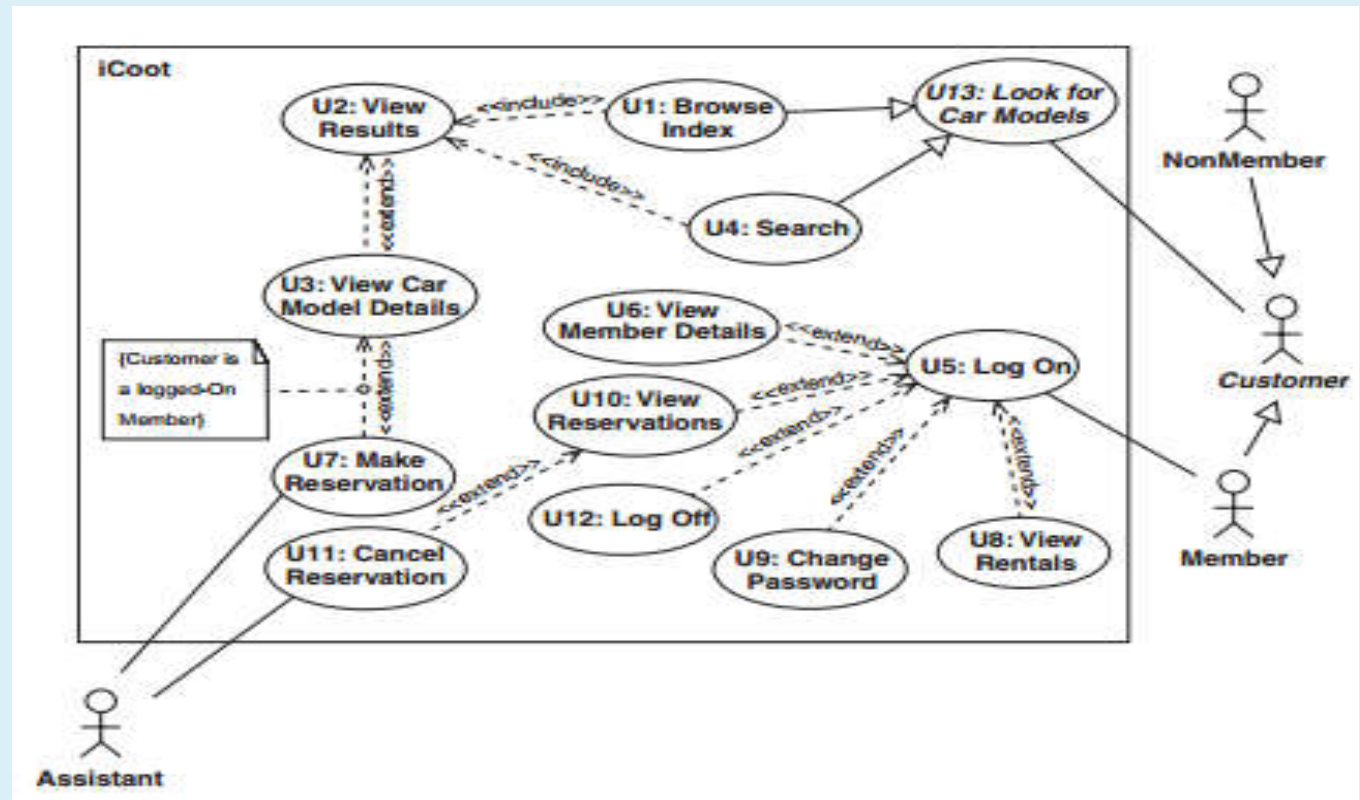 iCoot
U2: View
Results
<<include>>
U1: Browse
Index
U13: Look for
Car Models
NonMember
<<include>>
<<extend>>
U4: Search
U3: View Car
Model Details
U6: View
Member Details
<<extend>>
U5: Log On
Customer
{Customer is
a logged-On
Member}
<<extend>>
U10: View
Reservations
<<extend>>
<<extend>>
U7: Make
Reservation
<<extend>>
U12: Log Off
<<extend>>
<<extend>>
U11: Cancel
Reservation
U9: Change
Password
U8: View
Rentals
Member
Assistant